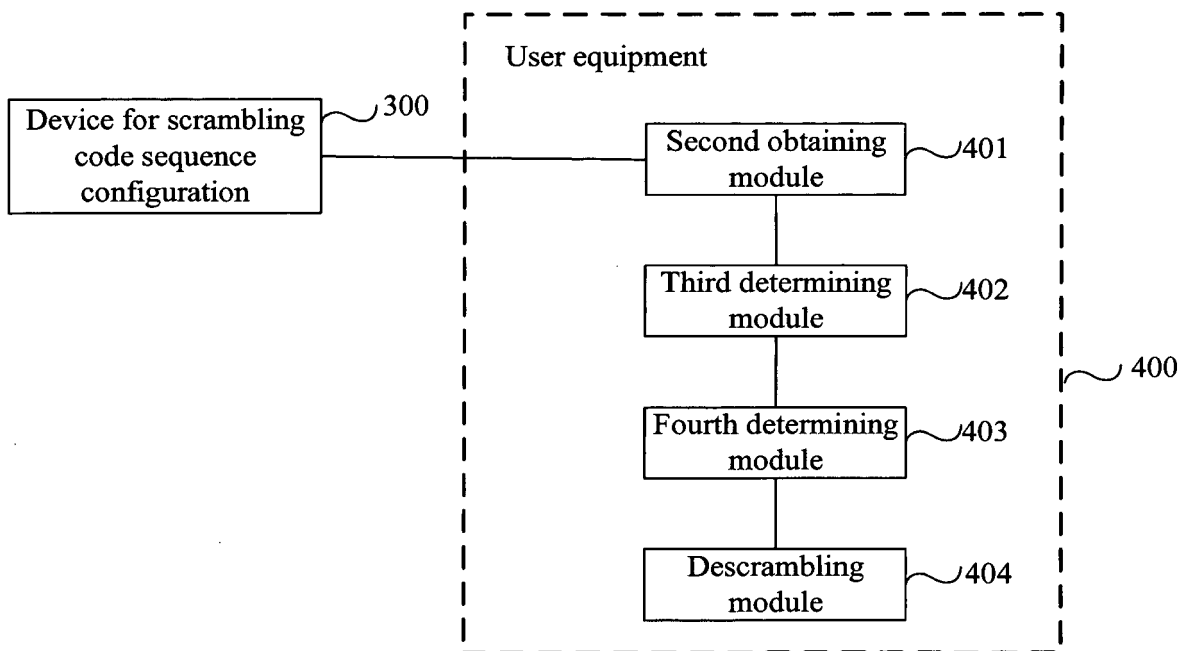 User equipment
Device for scrambling
code sequence
configuration
300
Second obtaining
module
401
Third determining
module
402
400
Fourth determining
module
403
Descrambling
module
404